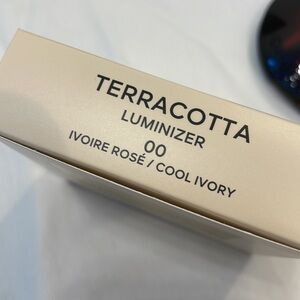 TERRACOTTA
LUMINIZER
00
IVOIRE ROSÉ / COOL IVORY